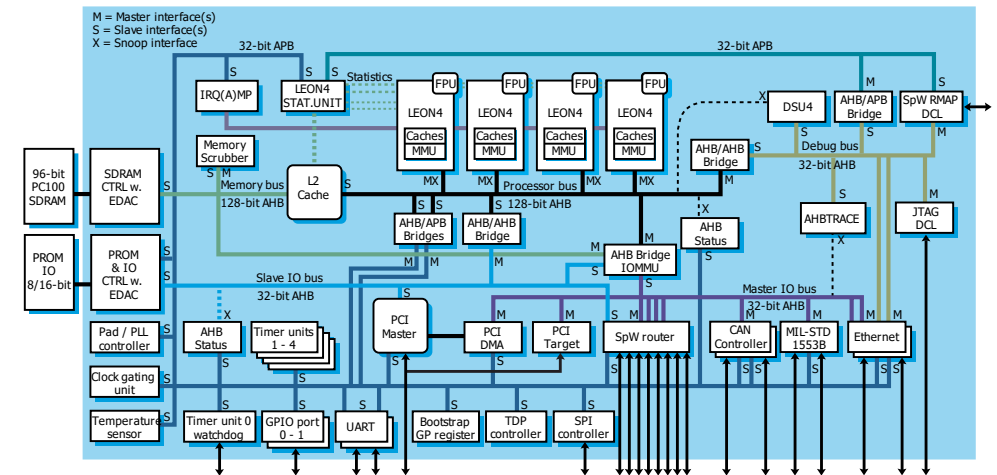 M = Master interface(s)
S = Slave interface(s)
X = Snoop interface
32-bit APB
32-bit APB
S
S
S
S
M
S
IRQ(A)MP
LEON4
STAT.UNIT
Statistics
FPU
LEON4
Caches
MMU
MX
FPU
LEON4
Caches
MMU
MX
FPU
LEON4
Caches
MMU
MX
FPU
LEON4
Caches
MMU
MX
X
DSU4
S
AHB/APB
Bridge
S
SpW RMAP
DCL
M
Memory
Scrubber
S
M
AHB/AHB
Bridge
S
M
Debug bus
32-bit AHB
96-bit
PC100
SDRAM
SDRAM
CTRL w.
EDAC
S
Memory bus
128-bit AHB
L2
Cache
S
Processor bus
128-bit AHB
S
S
AHB/APB
Bridges
M
M
S
AHB/AHB
Bridge
M
M
M
AHB Bridge
IOMMU
S
S
X
AHB
Status
S
S
AHBTRACE
X
M
JTAG
DCL
PROM
IO
8/16-bit
PROM
& IO
CTRL w.
EDAC
S
S
Slave IO bus
32-bit AHB
Master IO bus
32-bit AHB
Pad / PLL
controller
S
X
AHB
Status
S
Timer units
1 - 4
S
S
PCI
Master
S
M
PCI
DMA
S
M
PCI
Target
S
M
SpW router
S
M
CAN
Controller
S
S
M
MIL-STD
1553B
S
M
M
Ethernet
S
S
Clock gating
unit
S
Temperature
sensor
S
S
Timer unit 0
watchdog
S
GPIO port
0 - 1
S
S
UART
S
Bootstrap
GP register
S
TDP
controller
S
SPI
controller